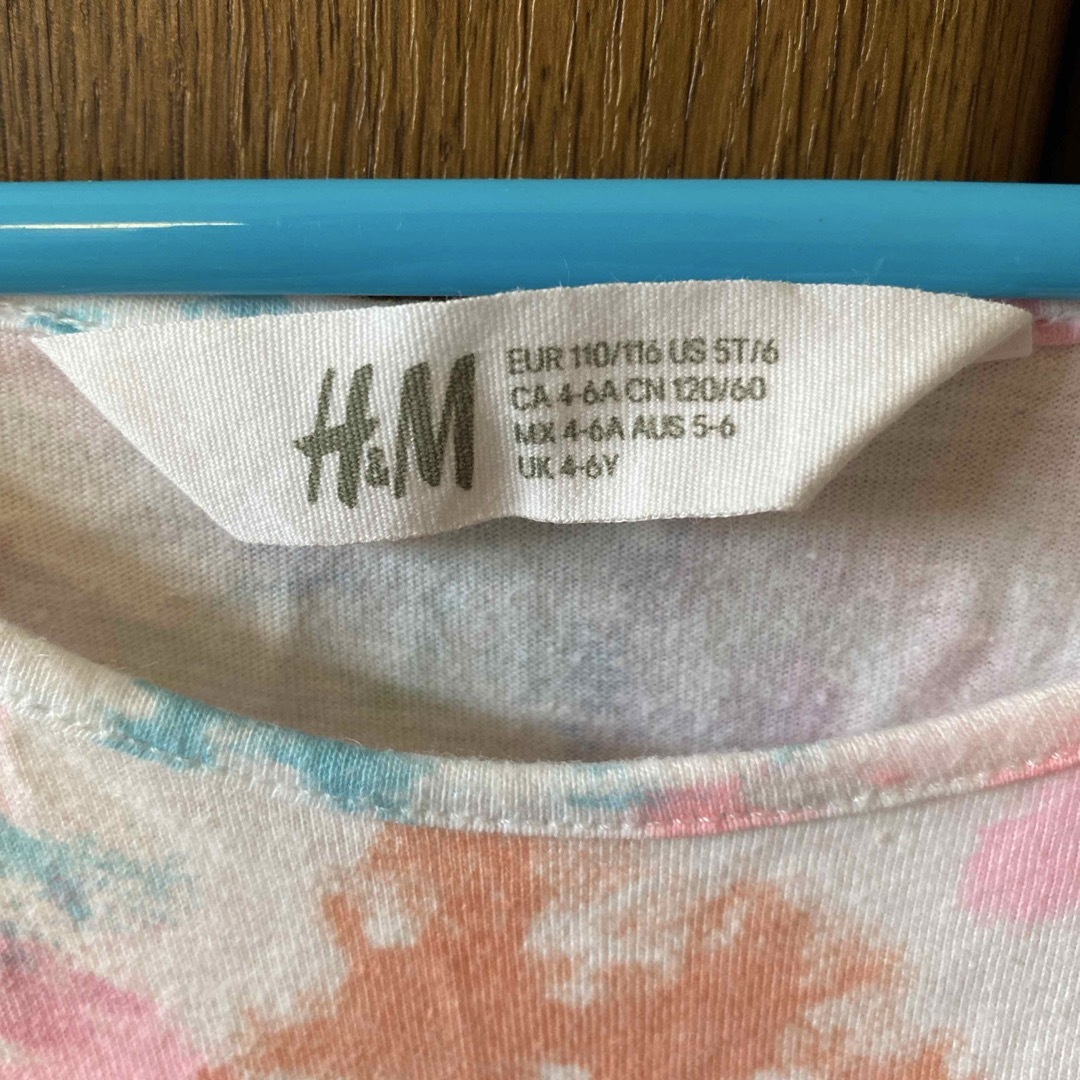 H&M
EUR 110/116 US 5T/6
CA 4-6A CN 120/60
MX 4-6A AUS 5-6
UK 4-6Y